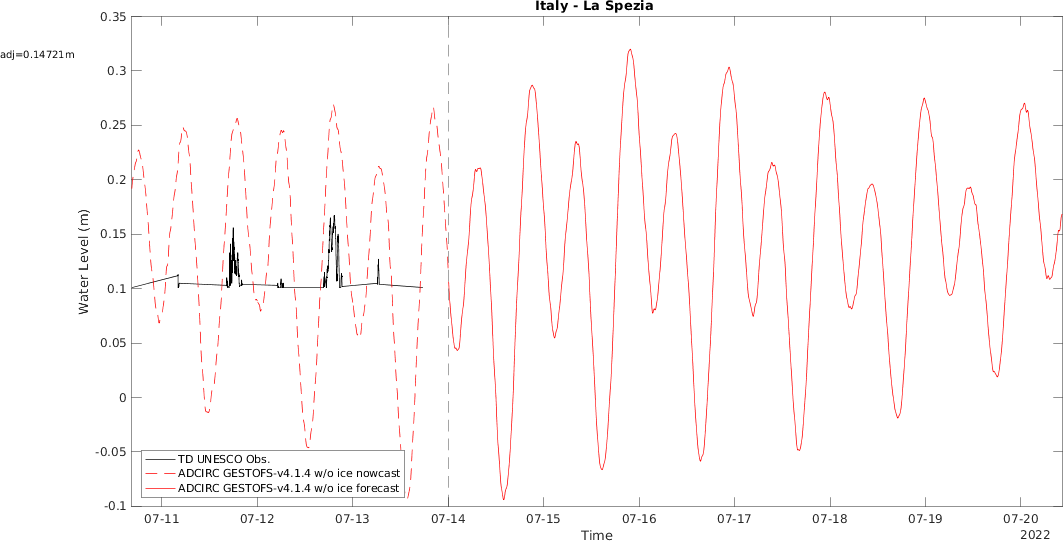 Italy - La Spezia
adj=0.14721m
0.35
0.3
0.25
0.2
0.15
0.1
0.05
0
-0.05
-0.1
Water Level (m)
TD UNESCO Obs.
ADCIRC GESTOFS-v4.1.4 w/o ice nowcast
ADCIRC GESTOFS-v4.1.4 w/o ice forecast
07-11 07-12 07-13 07-14 07-15 07-16 07-17 07-18 07-19 07-20
Time
2022